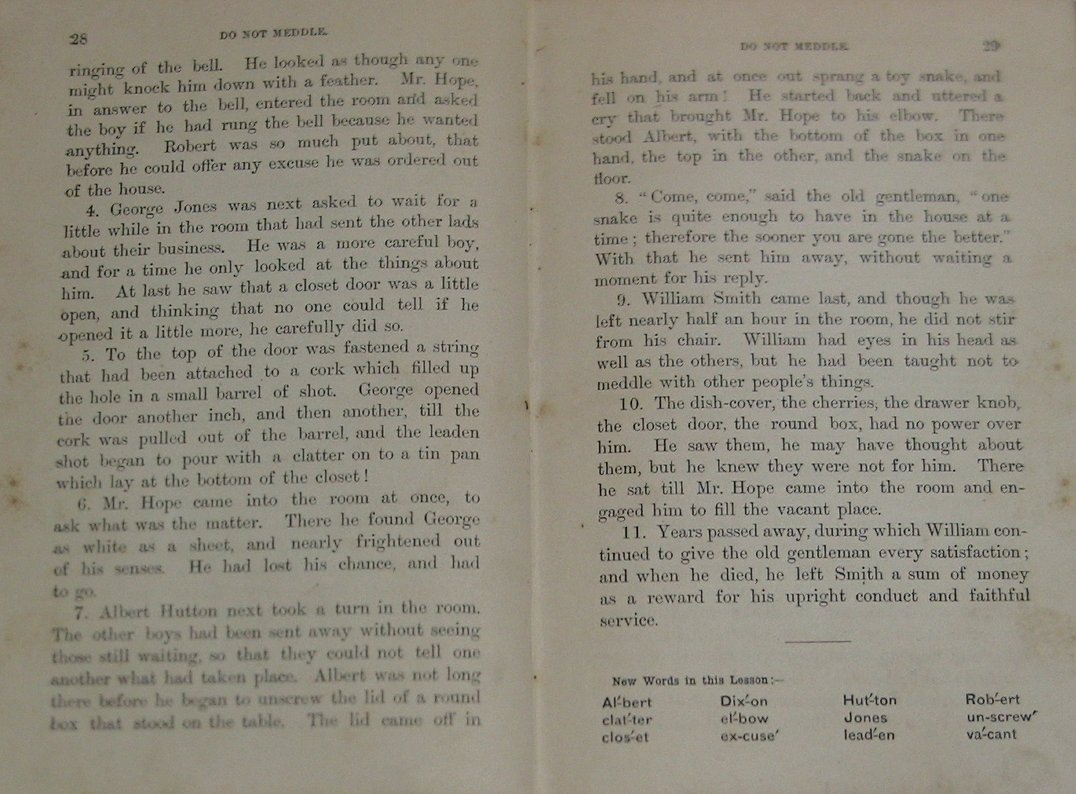 28
DO NOT MEDDLE.
ringing of the bell. He looked as though any one
might knock him down with a feather. Mr. Hope,
in answer to the bell, entered the room and asked
the boy if he had rung the bell because he wanted
anything. Robert was so much put about, that
before he could offer any excuse he was ordered out
of the house.
4. George Jones was next asked to wait for a
little while in the room that had sent the other lads
about their business. He was a more careful boy,
and for a time he only looked at the things about
him. At last he saw that a closet door was a little
open, and thinking that no one could tell if he
opened it a little more, he carefully did so.
5. To the top of the door was fastened a string
that had been attached to a cork which filled up
the hole in a small barrel of shot. George opened
the door another inch, and then another, till the
cork was pulled out of the barrel, and the leaden
shot began to pour with a clatter on to a tin pan
which lay at the bottom of the closet!
6. Mr. Hope came into the room at once, to
ask what was the matter. There he found George
as white as a sheet, and nearly frightened out
of his senses. He had lost his chance, and had
to go.
7. Albert Hutton next took a turn in the room.
The other boys had been sent away without seeing
those still waiting, so that they could not tell one
another what had taken place. Albert was not long
there before he began to unscrew the lid of a round
box that stood on the table. The lid came off in
DO NOT MEDDLE.
29
his hand, and at once out sprang a toy snake, and
fell on his arm! He started back and uttered a
cry that brought Mr. Hope to his elbow. There
stood Albert, with the bottom of the box in one
hand, the top in the other, and the snake on the
floor.
8. "Come, come," said the old gentleman, "one
snake is quite enough to have in the house at a
time; therefore the sooner you are gone the better."
With that he sent him away, without waiting a
moment for his reply.
9. William Smith came last, and though he was
left nearly half an hour in the room, he did not stir
from his chair. William had eyes in his head as
well as the others, but he had been taught not to
meddle with other people's things.
10. The dish-cover, the cherries, the drawer knob,
the closet door, the round box, had no power over
him. He saw them, he may have thought about
them, but he knew they were not for him. There
he sat till Mr. Hope came into the room and en-
gaged him to fill the vacant place.
11. Years passed away, during which William con-
tinued to give the old gentleman every satisfaction;
and when he died, he left Smith a sum of money
as a reward for his upright conduct and faithful
service.
New Words in this Lesson:—
Al´-bert Dix´-on Hut´-ton Rob´-ert
clat´-ter el´-bow Jones un-screw´
clos´-et ex-cuse´ lead´-en va´-cant